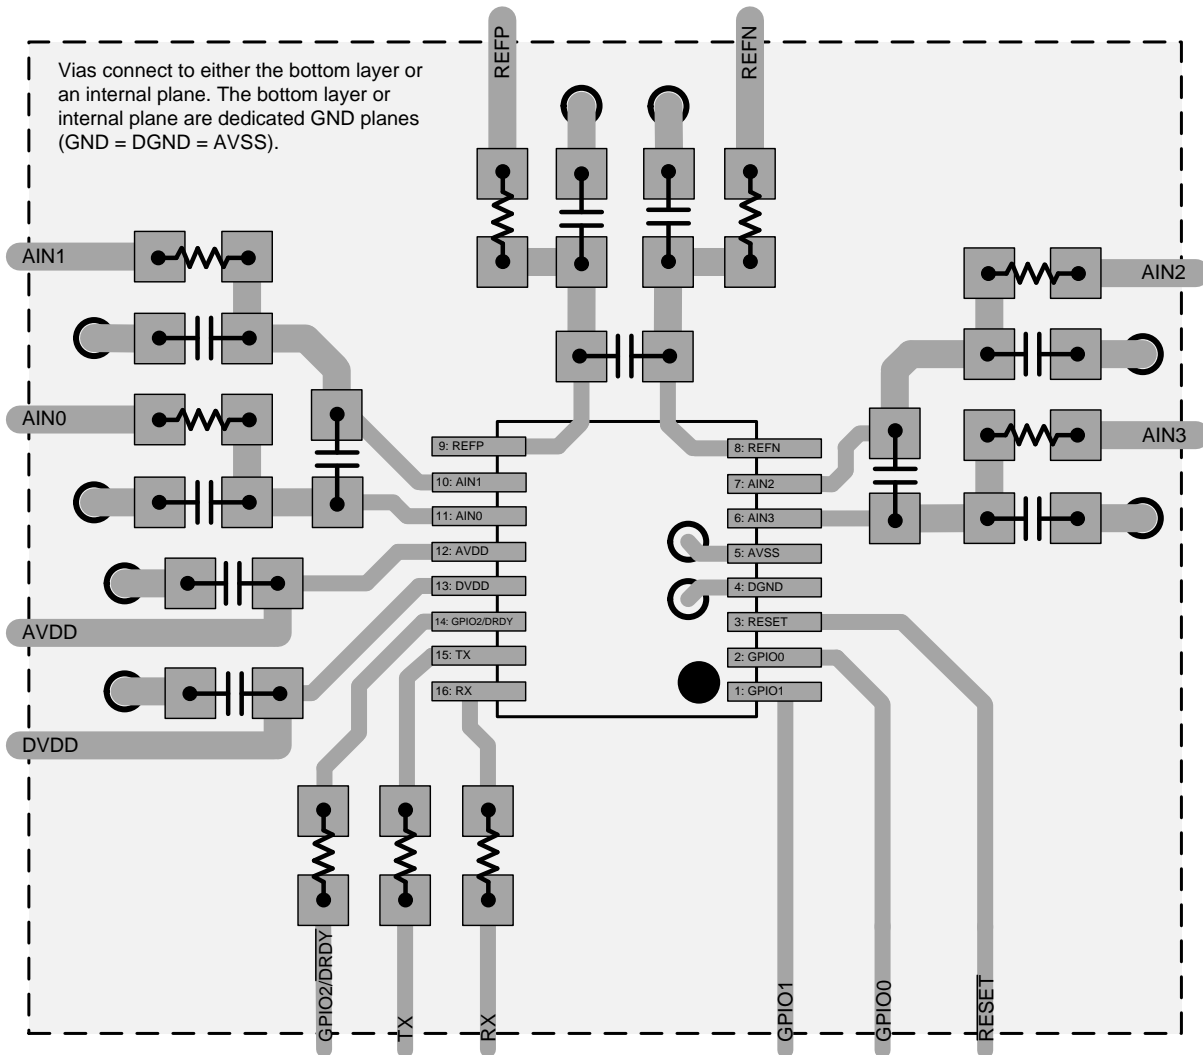 REFP
REFN
Vias connect to either the bottom layer or
an internal plane. The bottom layer or
internal plane are dedicated GND planes
(GND = DGND = AVSS).
AIN1
AIN0
AVDD
DVDD
AIN2
AIN3
9: REFP
10: AIN1
11: AIN0
12: AVDD
13: DVDD
14: GPIO2/DRDY
15: TX
16: RX
8: REFN
7: AIN2
6: AIN3
5: AVSS
4: DGND
3: RESET
2: GPIO0
1: GPIO1
GPIO2/D̅R̅D̅Y̅
TX
RX
GPIO1
GPIO0
R̅E̅S̅E̅T̅